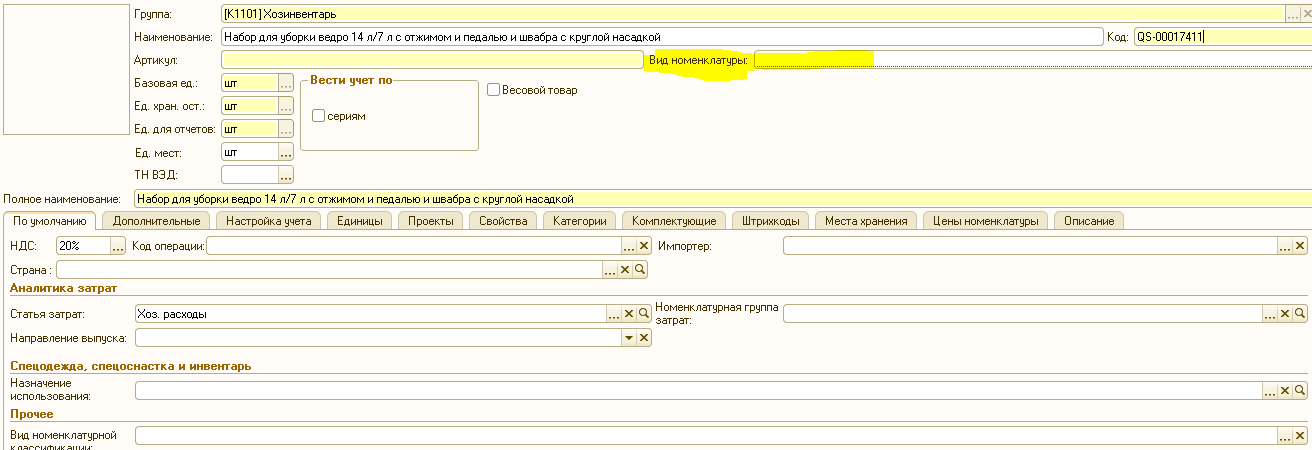 Группа: [K1101] Хозинвентарь
Наименование: Набор для уборки ведро 14 л/7 л с отжимом и педалью и швабра с круглой насадкой Код: QS-00017411
Артикул: Вид номенклатуры:
Базовая ед.: шт Вести учет по Весовой товар
Ед. хран. ост.: шт сериям
Ед. для отчетов: шт
Ед. мест: шт
ТН ВЭД:
Полное наименование: Набор для уборки ведро 14 л/7 л с отжимом и педалью и швабра с круглой насадкой
По умолчанию Дополнительные Настройка учета Единицы Проекты Свойства Категории Комплектующие Штрихкоды Места хранения Цены номенклатуры Описание
НДС: 20% Код операции: Импортер:
Страна :
Аналитика затрат
Статья затрат: Хоз. расходы Номенклатурная группа
затрат:
Направление выпуска:
Спецодежда, спецоснастка и инвентарь
Назначение
использования:
Прочее
Вид номенклатурной
классификации: